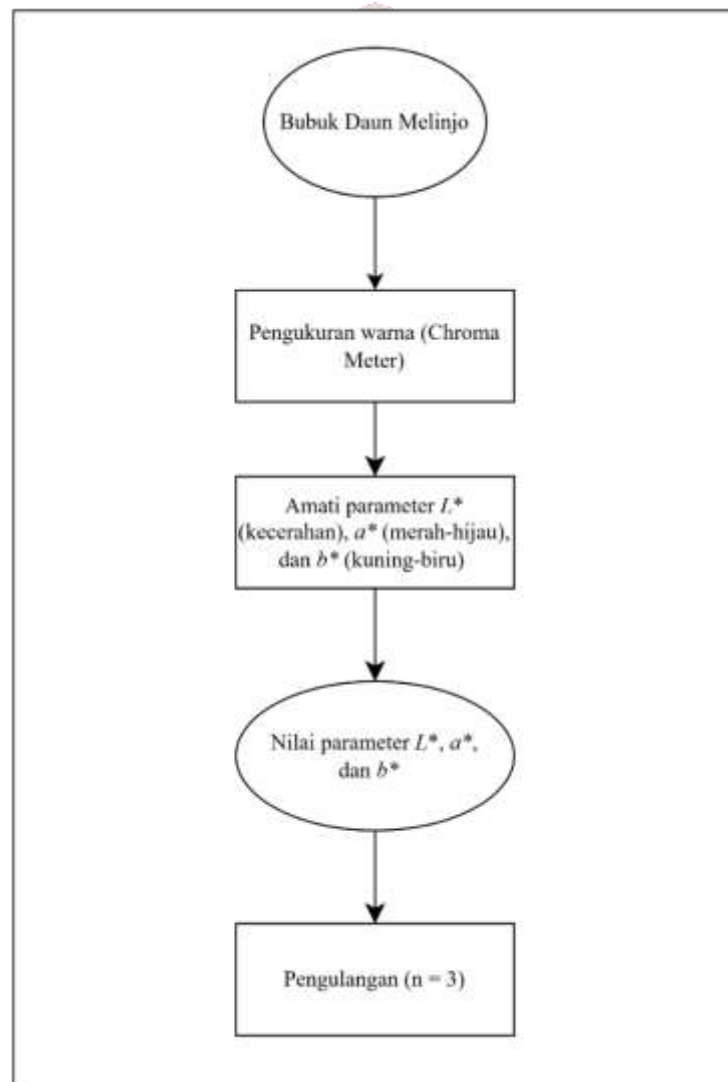 Bubuk Daun Melinjo
Pengukuran warna (Chroma
Meter)
Amati parameter L*
(kecerahan), a* (merah-hijau),
dan b* (kuning-biru)
Nilai parameter L*, a*,
dan b*
Pengulangan (n = 3)